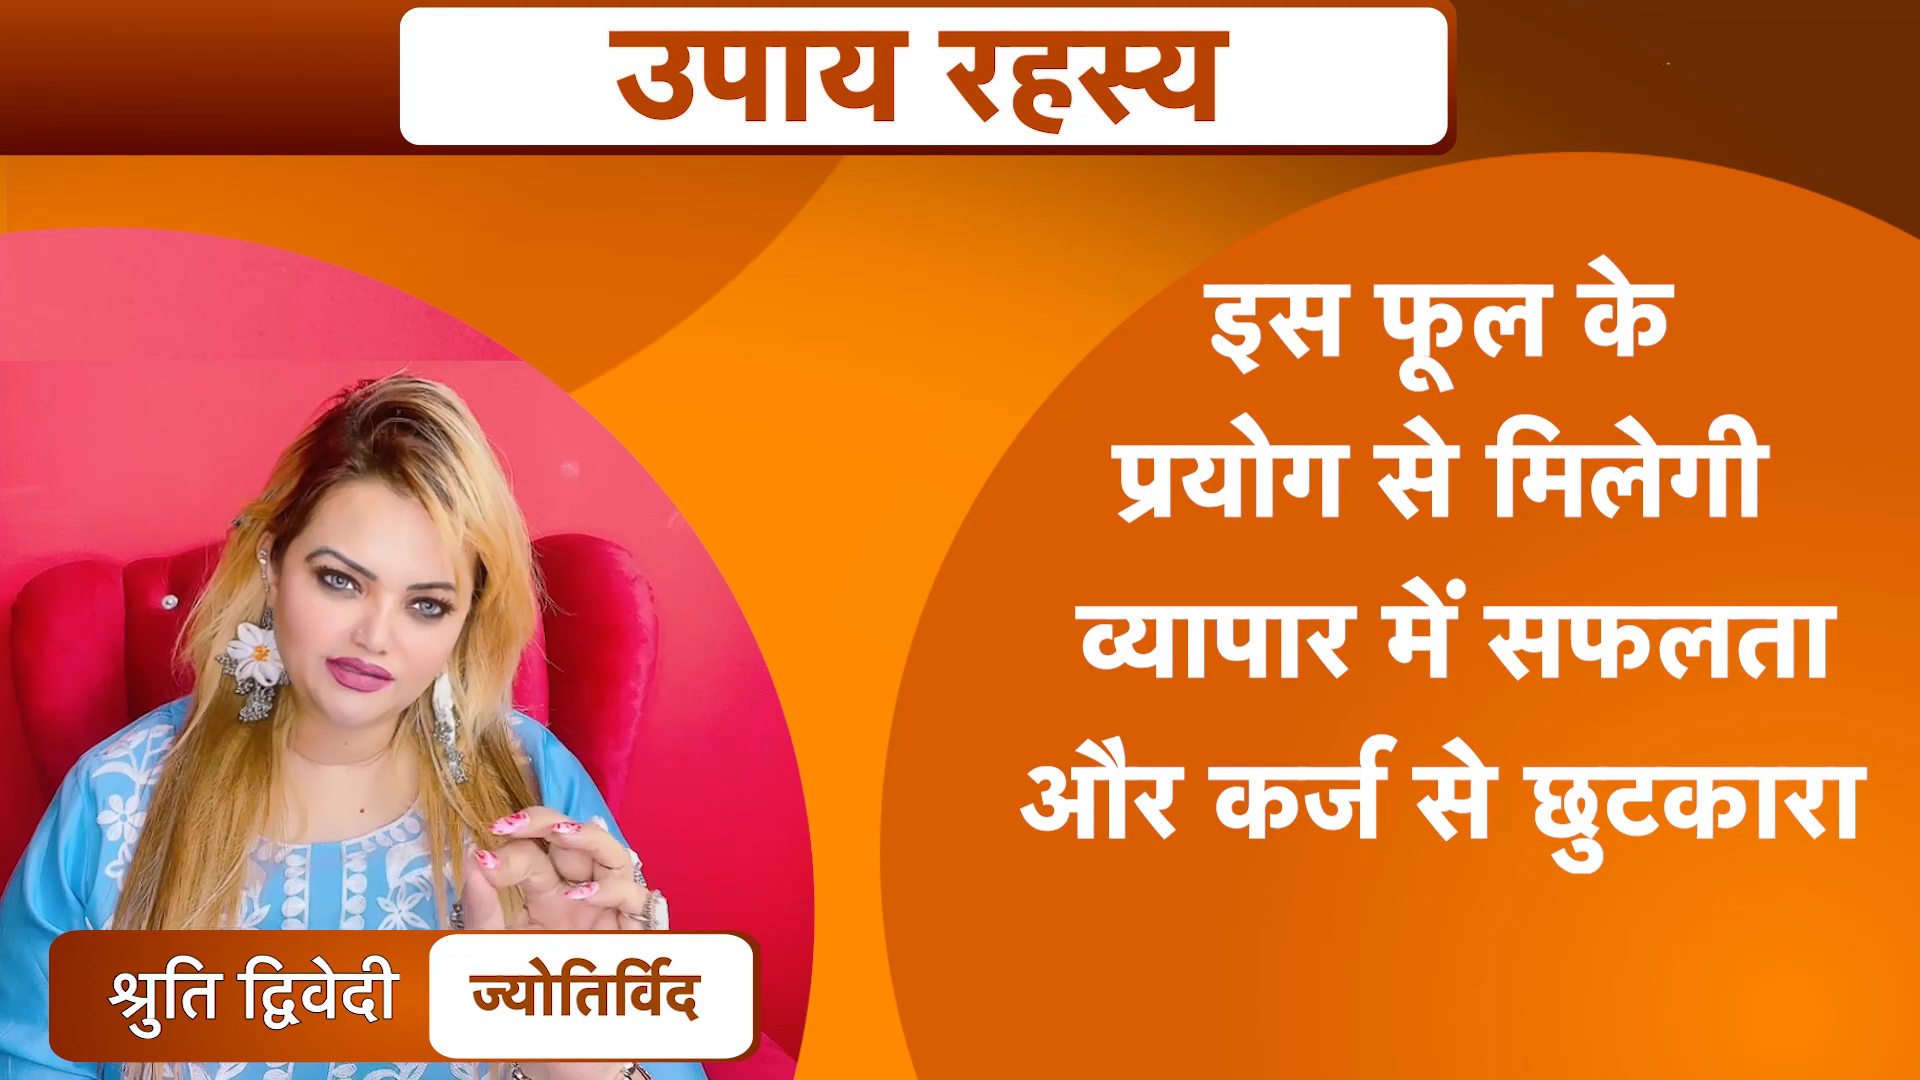 उपाय रहस्य
इस फूल के
प्रयोग से मिलेगी
व्यापार में सफलता
और कर्ज से छुटकारा
श्रुति द्विवेदी
ज्योतिर्विद